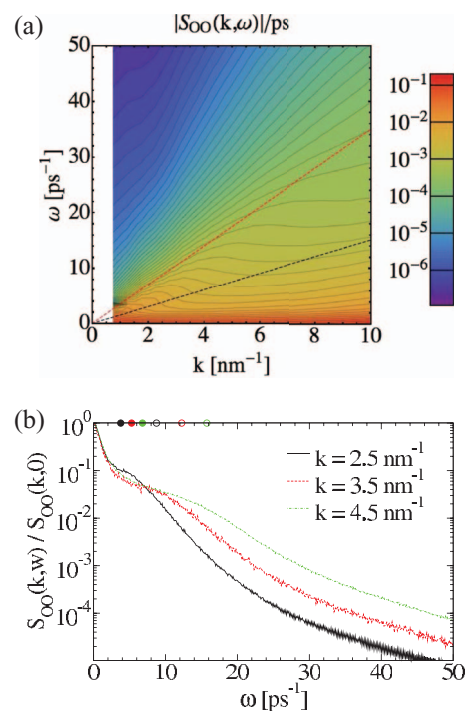 (a)
|S_OO(k,ω)|/ps
50
40
30
20
10
0
ω [ps⁻¹]
0 2 4 6 8 10
k [nm⁻¹]
10⁻¹
10⁻²
10⁻³
10⁻⁴
10⁻⁵
10⁻⁶
(b)
10⁰
10⁻¹
10⁻²
10⁻³
10⁻⁴
S_OO(k,w) / S_OO(k,0)
k = 2.5 nm⁻¹
k = 3.5 nm⁻¹
k = 4.5 nm⁻¹
0 10 20 30 40 50
ω [ps⁻¹]